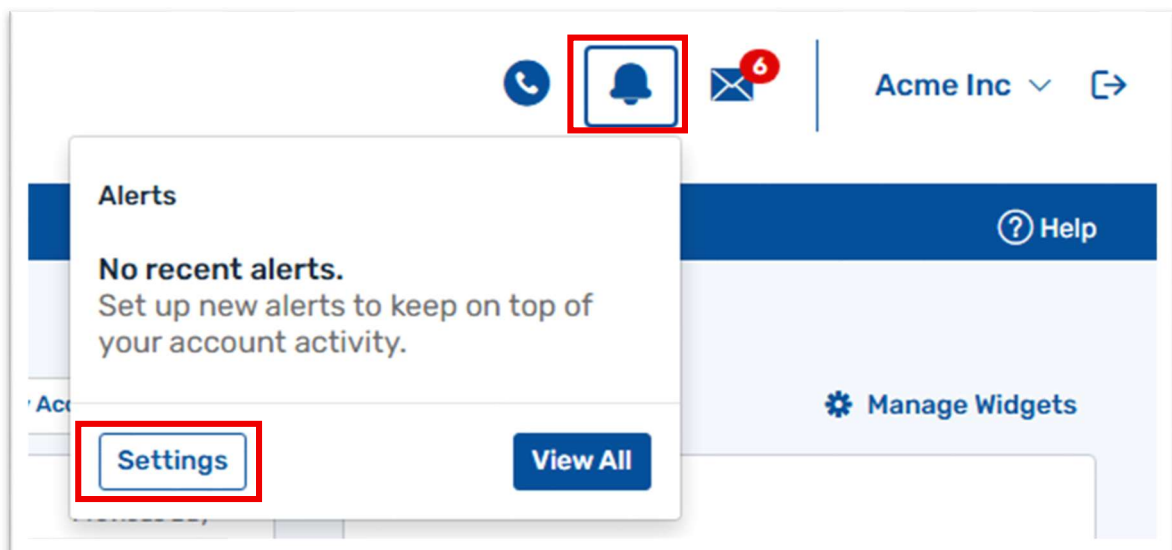 6
Acme Inc
Alerts
Help
No recent alerts.
Set up new alerts to keep on top of
your account activity.
Manage Widgets
Settings
View All